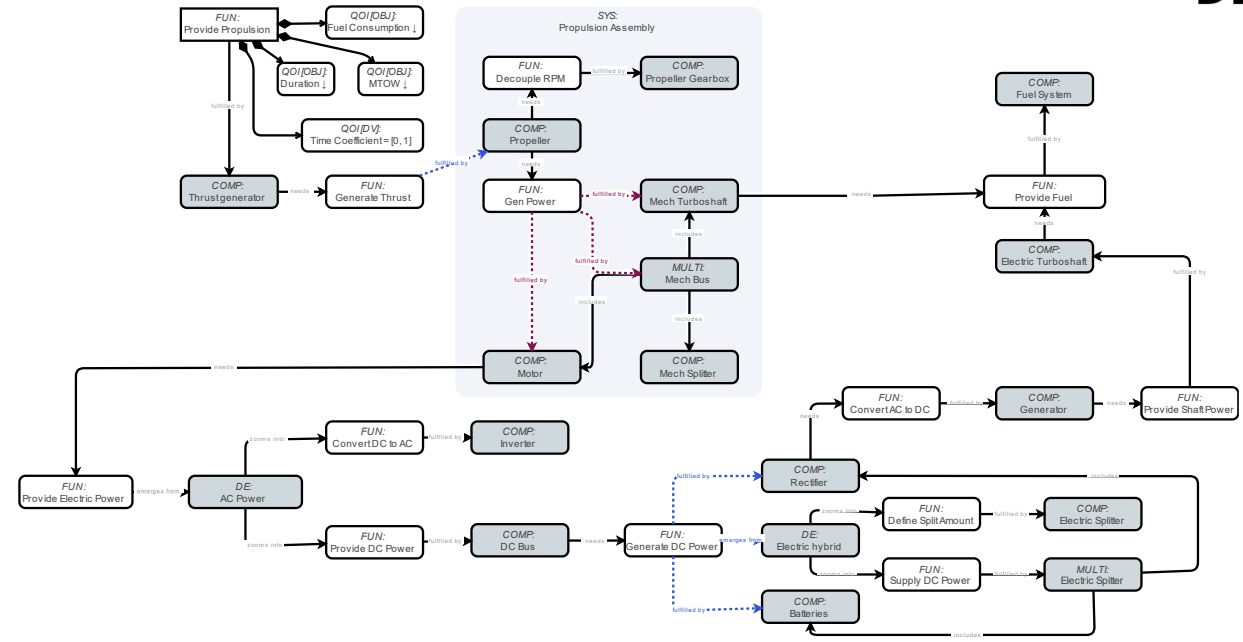 FUN:
Provide Propulsion
QOI[OBJ]:
Fuel Consumption ↓
QOI[OBJ]:
Duration ↓
QOI[OBJ]:
MTOW ↓
fulfilled by
QOI[DV]:
Time Coefficient = [0, 1]
COMP:
Thrust generator
needs
FUN:
Generate Thrust
fulfilled by
SYS:
Propulsion Assembly
FUN:
Decouple RPM
fulfilled by
COMP:
Propeller Gearbox
needs
COMP:
Propeller
needs
FUN:
Gen Power
fulfilled by
COMP:
Mech Turboshaft
needs
fulfilled by
includes
fulfilled by
MULTI:
Mech Bus
includes
includes
COMP:
Motor
COMP:
Mech Splitter
needs
COMP:
Fuel System
fulfilled by
FUN:
Provide Fuel
needs
COMP:
Electric Turboshaft
fulfilled by
FUN:
Convert AC to DC
fulfilled by
COMP:
Generator
needs
FUN:
Provide Shaft Power
needs
FUN:
Provide Electric Power
emerges from
DE:
AC Power
zooms into
FUN:
Convert DC to AC
fulfilled by
COMP:
Inverter
zooms into
FUN:
Provide DC Power
fulfilled by
COMP:
DC Bus
needs
FUN:
Generate DC Power
fulfilled by
COMP:
Rectifier
includes
emerges from
DE:
Electric hybrid
zooms into
FUN:
Define Split Amount
fulfilled by
COMP:
Electric Splitter
zooms into
FUN:
Supply DC Power
fulfilled by
MULTI:
Electric Spitter
fulfilled by
COMP:
Batteries
includes